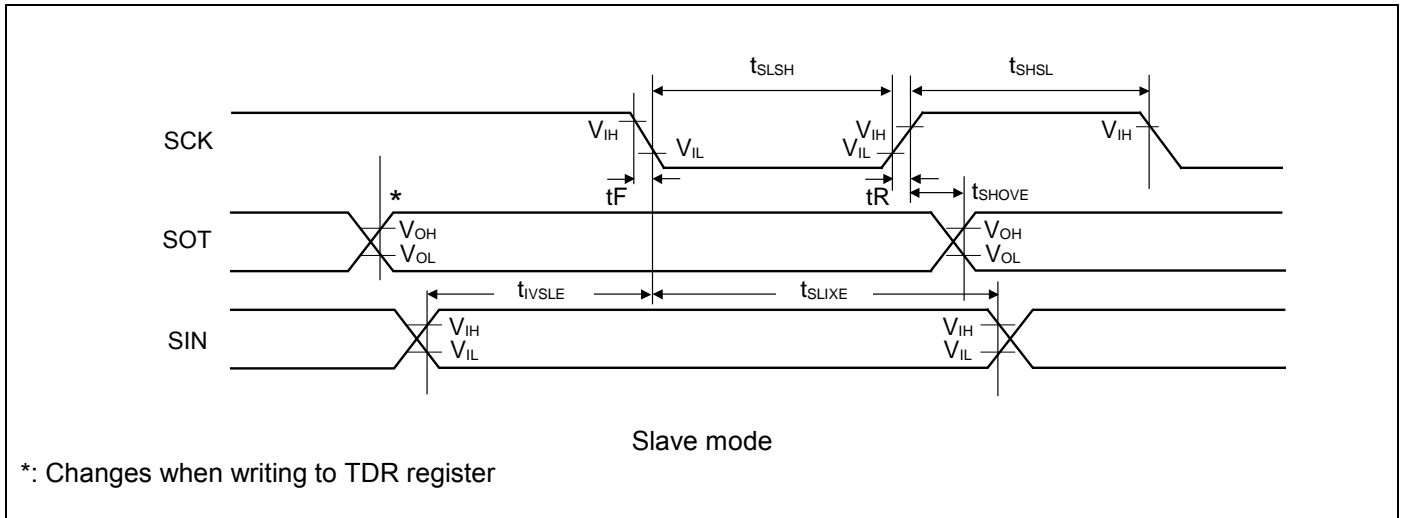 tSLSH tSHSL
SCK VIH VIL VIH VIL VIH
tF tR tSHOVE
*
SOT VOH VOH
VOL VOL
tIVSLE tSLIXE
SIN VIH VIH
VIL VIL
Slave mode
*: Changes when writing to TDR register